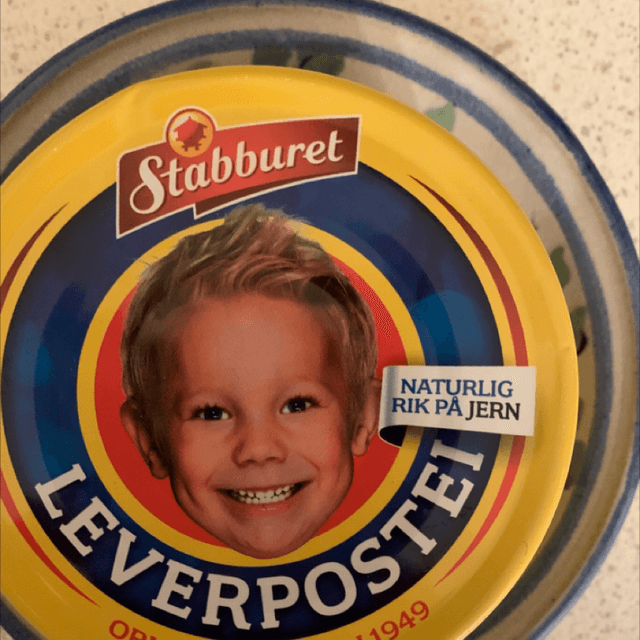 Stabburet
NATURLIG
RIK PÅ JERN
LEVERPOSTEI
1949